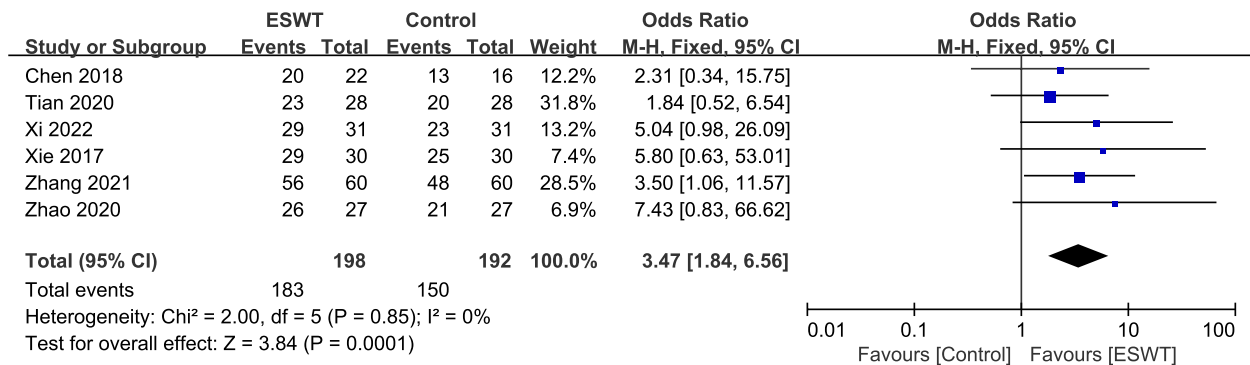 ESWT Control Odds Ratio Odds Ratio
Study or Subgroup Events Total Events Total Weight M-H, Fixed, 95% CI M-H, Fixed, 95% CI
Chen 2018 20 22 13 16 12.2% 2.31 [0.34, 15.75]
Tian 2020 23 28 20 28 31.8% 1.84 [0.52, 6.54]
Xi 2022 29 31 23 31 13.2% 5.04 [0.98, 26.09]
Xie 2017 29 30 25 30 7.4% 5.80 [0.63, 53.01]
Zhang 2021 56 60 48 60 28.5% 3.50 [1.06, 11.57]
Zhao 2020 26 27 21 27 6.9% 7.43 [0.83, 66.62]
Total (95% CI) 198 192 100.0% 3.47 [1.84, 6.56]
Total events 183 150
Heterogeneity: Chi² = 2.00, df = 5 (P = 0.85); I² = 0%
Test for overall effect: Z = 3.84 (P = 0.0001)
0.01 0.1 1 10 100
Favours [Control] Favours [ESWT]